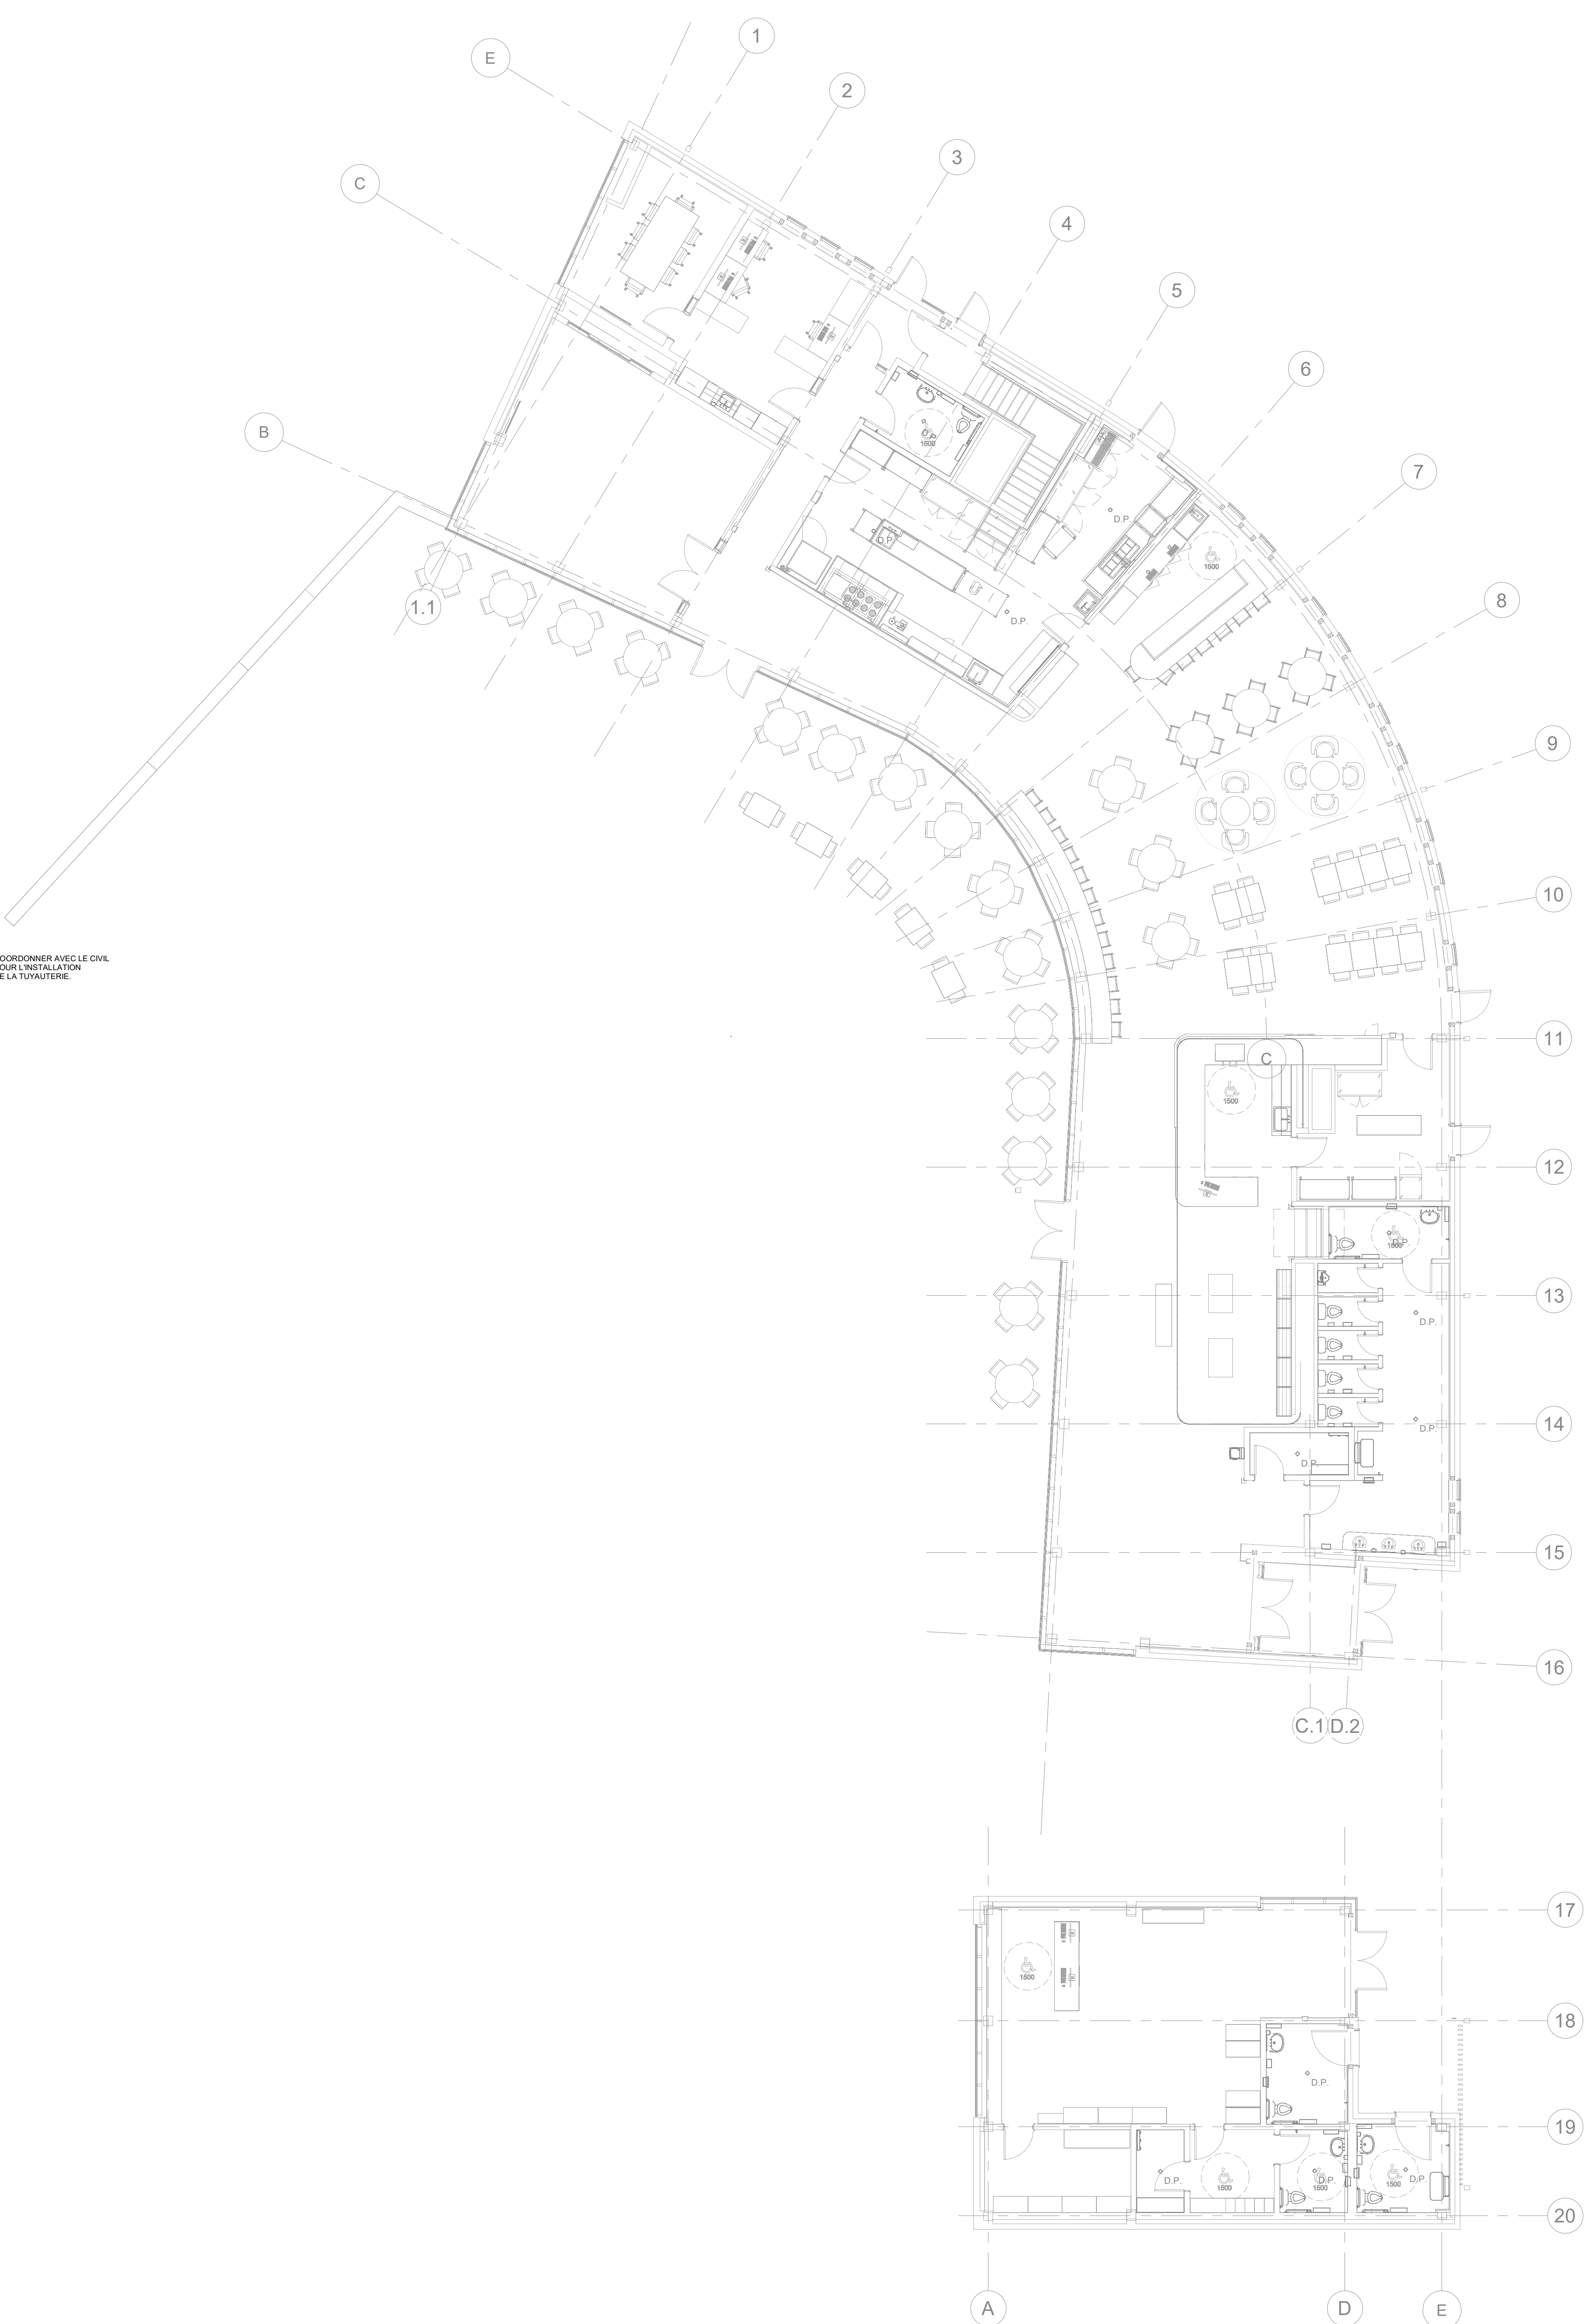 1
E
2
3
C
4
5
6
B
1500
7
D.P.
D.P.
1500
8
1.1
D.P.
9
10
OORDONNER AVEC LE CIVIL
OUR L'INSTALLATION
E LA TUYAUTERIE.
11
C
1500
12
1500
13
D.P.
14
D.P.
D.P.
15
16
C.1
D.2
17
1500
18
D.P.
19
D.P.
1500
D.P.
1500
D.P.
1500
20
A
D
E